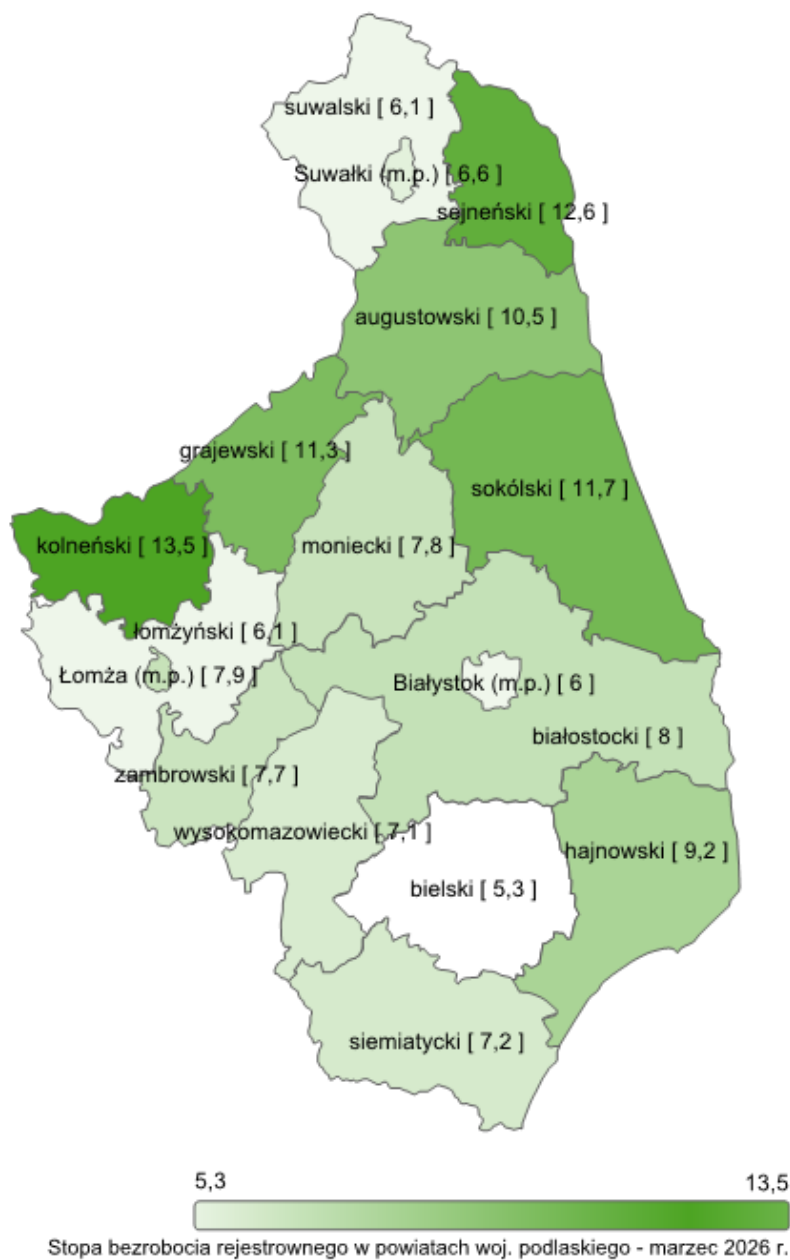 suwalski [ 6,1 ]
Suwałki (m.p.) [ 6,6 ]
sejneński [ 12,6 ]
augustowski [ 10,5 ]
grajewski [ 11,3 ]
sokólski [ 11,7 ]
kolneński [ 13,5 ]
moniecki [ 7,8 ]
łomżyński [ 6,1 ]
Łomża (m.p.) [ 7,9 ]
Białystok (m.p.) [ 6 ]
białostocki [ 8 ]
zambrowski [ 7,7 ]
wysokomazowiecki [ 7,1 ]
hajnowski [ 9,2 ]
bielski [ 5,3 ]
siemiatycki [ 7,2 ]
5,3 13,5
Stopa bezrobocia rejestrownego w powiatach woj. podlaskiego - marzec 2026 r.